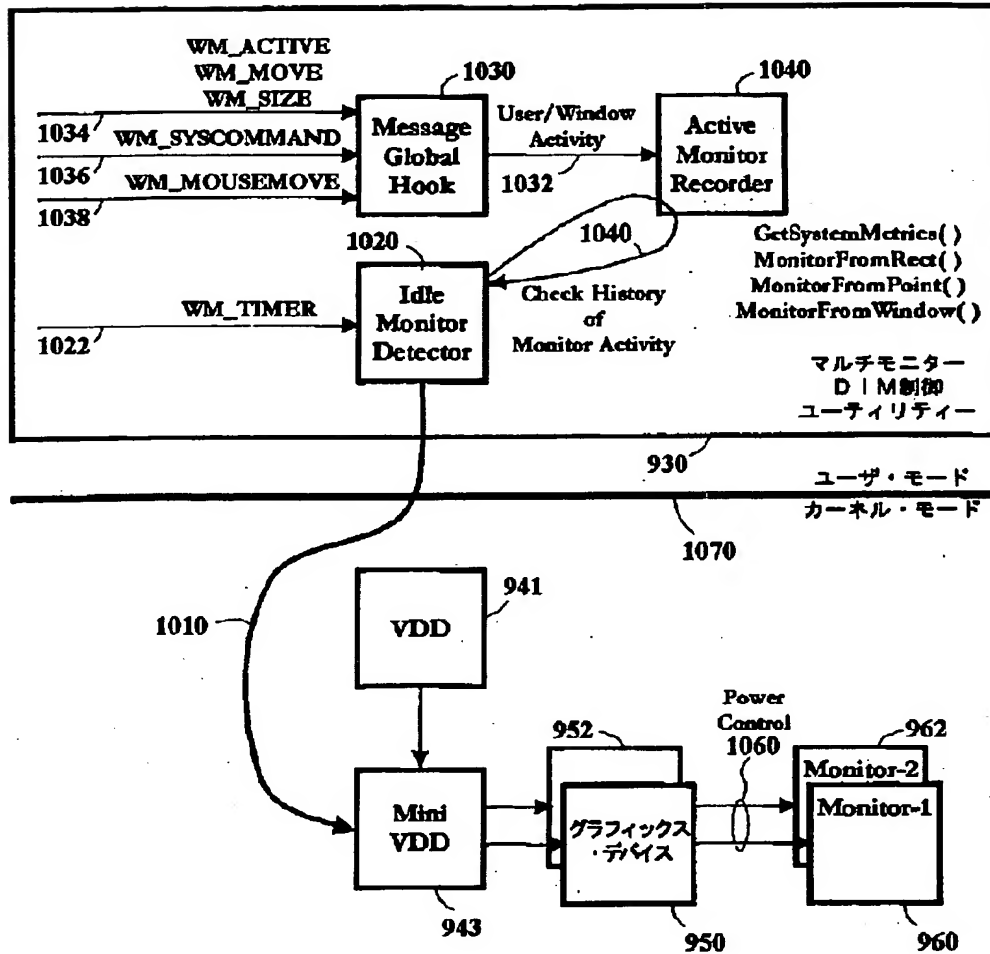 WM_ACTIVE
WM_MOVE
WM_SIZE
1034
WM_SYSCOMMAND
1036
WM_MOUSEMOVE
1038
1030
Message
Global
Hook
User/Window
Activity
1032
1040
Active
Monitor
Recorder
1020
Idle
Monitor
Detector
WM_TIMER
1022
1040
Check History
of
Monitor Activity
GetSystemMetrics( )
MonitorFromRect( )
MonitorFromPoint( )
MonitorFromWindow( )
マルチモニター
DIM制御
ユーティリティー
930
ユーザ・モード
カーネル・モード
1070
1010
941
VDD
Mini
VDD
943
952
グラフィックス
・デバイス
950
Power
Control
1060
962
Monitor-2
Monitor-1
960